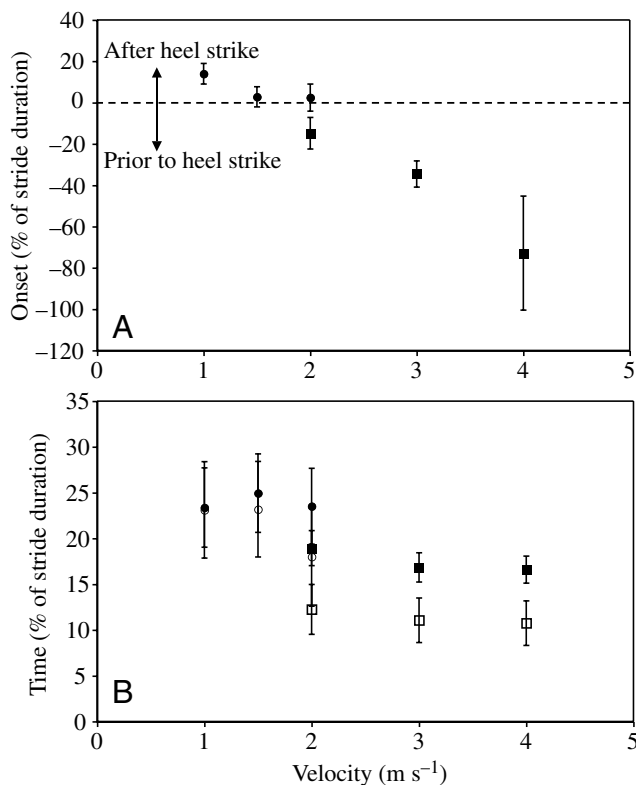 40
After heel strike
20
0
−20
Prior to heel strike
−40
−60
−80
−100
−120
Onset (% of stride duration)
A
0 1 2 3 4 5
35
30
25
20
15
10
5
0
Time (% of stride duration)
B
0 1 2 3 4 5
Velocity (m s⁻¹)